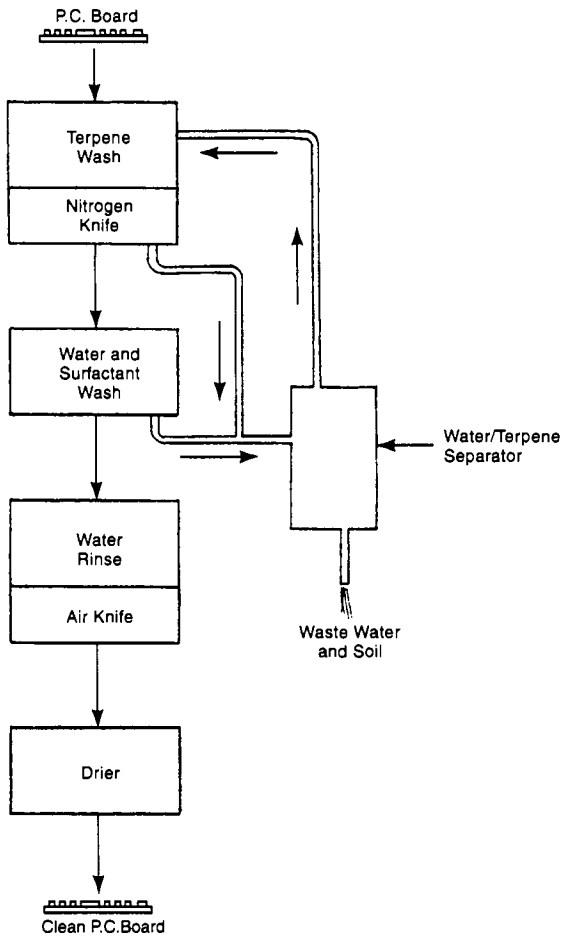 P.C. Board
Terpene
Wash
Nitrogen
Knife
Water and
Surfactant
Wash
Water/Terpene
Separator
Water
Rinse
Air Knife
Waste Water
and Soil
Drier
Clean P.C.Board